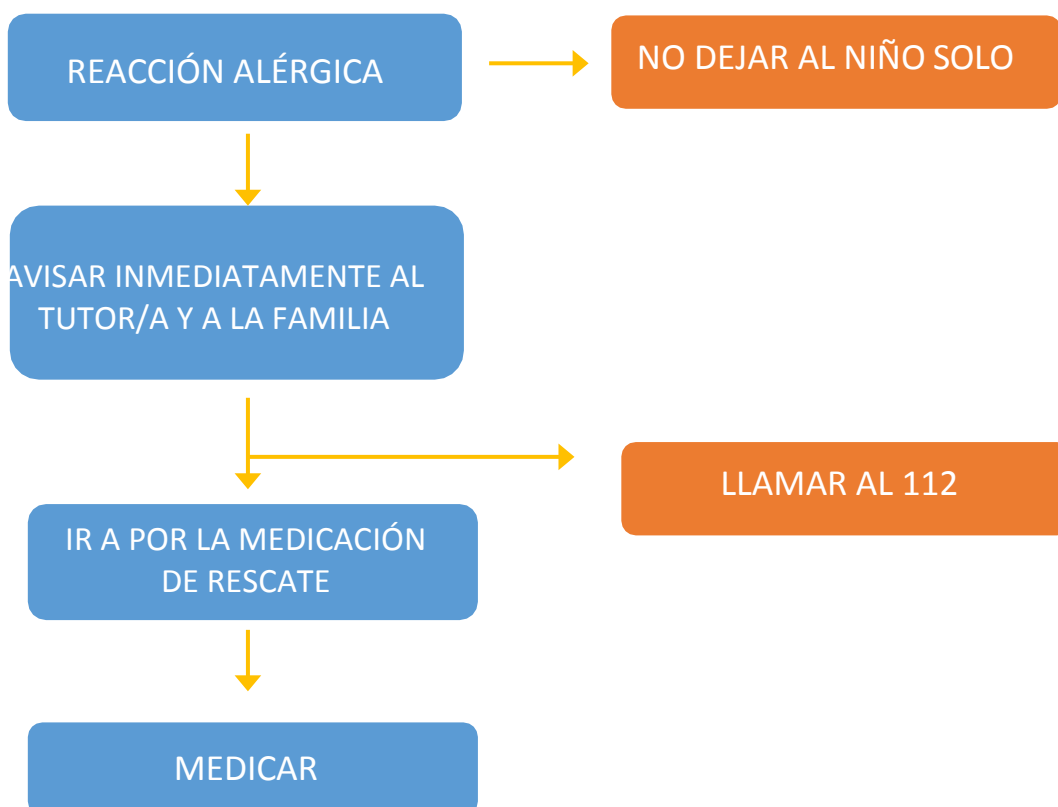 REACCIÓN ALÉRGICA
NO DEJAR AL NIÑO SOLO
AVISAR INMEDIATAMENTE AL
TUTOR/A Y A LA FAMILIA
LLAMAR AL 112
IR A POR LA MEDICACIÓN
DE RESCATE
MEDICAR